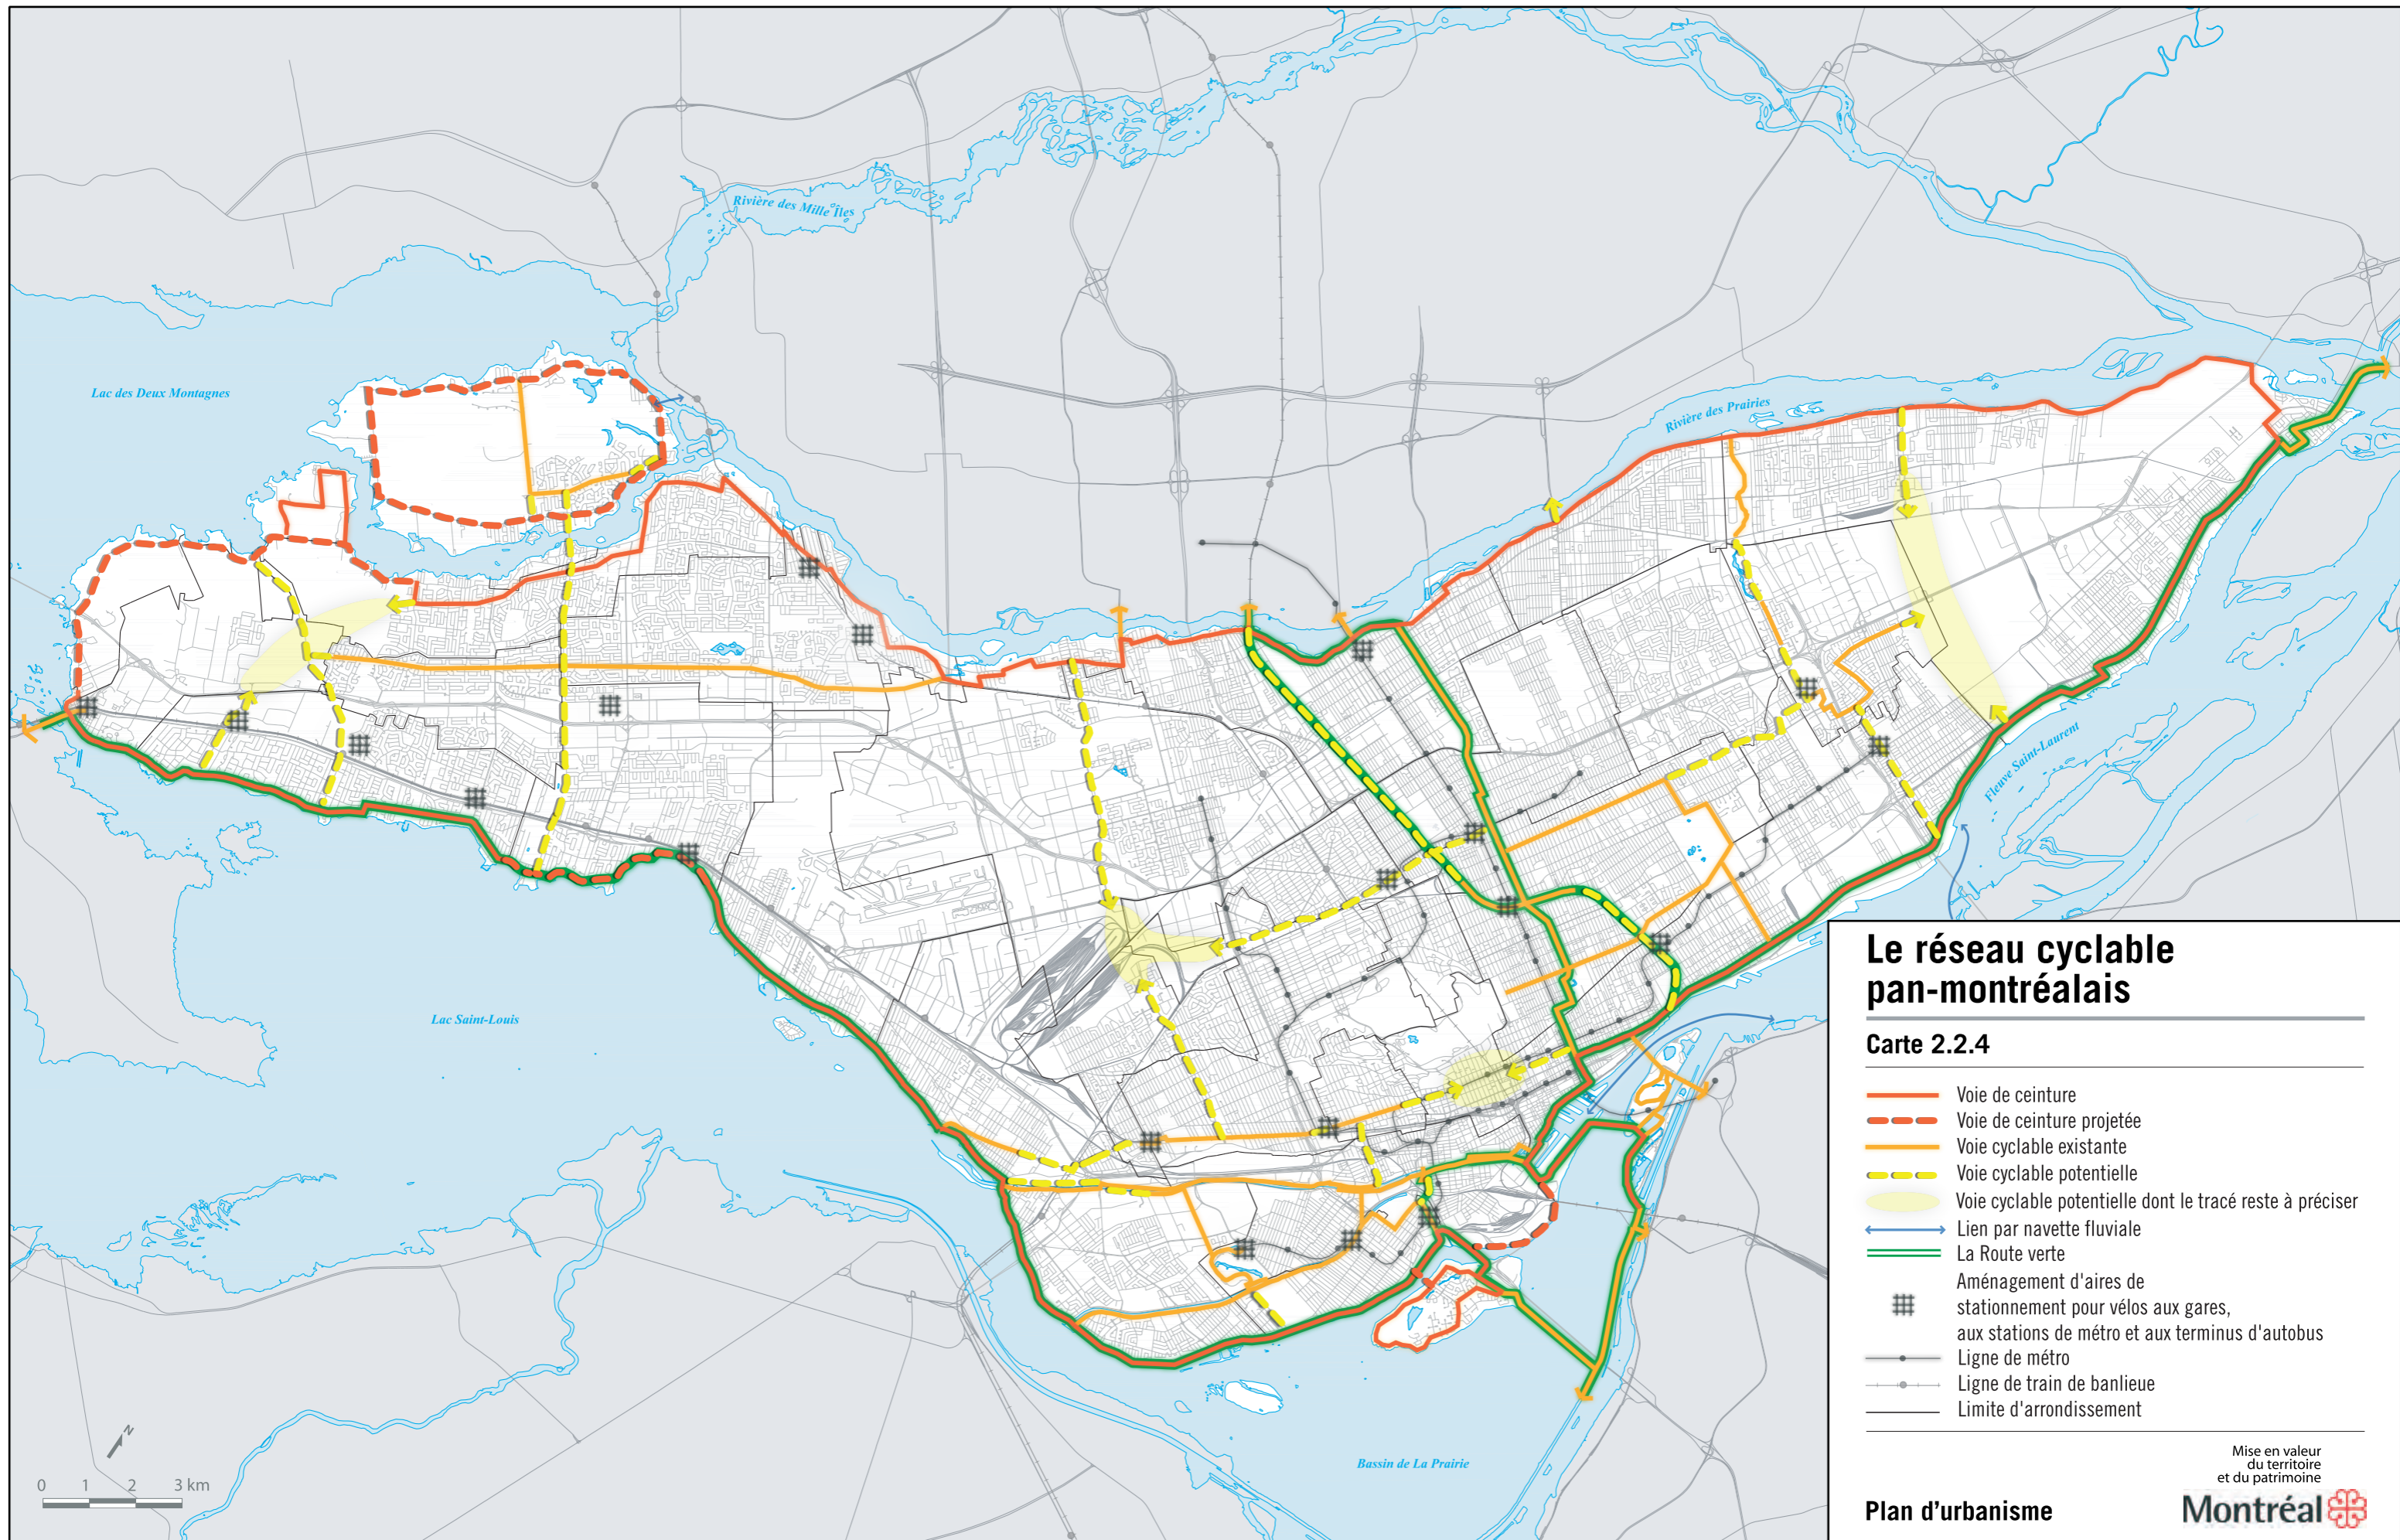 Rivière des Mille Îles
Lac des Deux Montagnes
Rivière des Prairies
Fleuve Saint-Laurent
Lac Saint-Louis
Bassin de La Prairie
N
0 1 2 3 km
Le réseau cyclable
pan-montréalais
Carte 2.2.4
Voie de ceinture
Voie de ceinture projetée
Voie cyclable existante
Voie cyclable potentielle
Voie cyclable potentielle dont le tracé reste à préciser
Lien par navette fluviale
La Route verte
Aménagement d'aires de
stationnement pour vélos aux gares,
aux stations de métro et aux terminus d'autobus
Ligne de métro
Ligne de train de banlieue
Limite d'arrondissement
Mise en valeur
du territoire
et du patrimoine
Plan d’urbanisme
Montréal